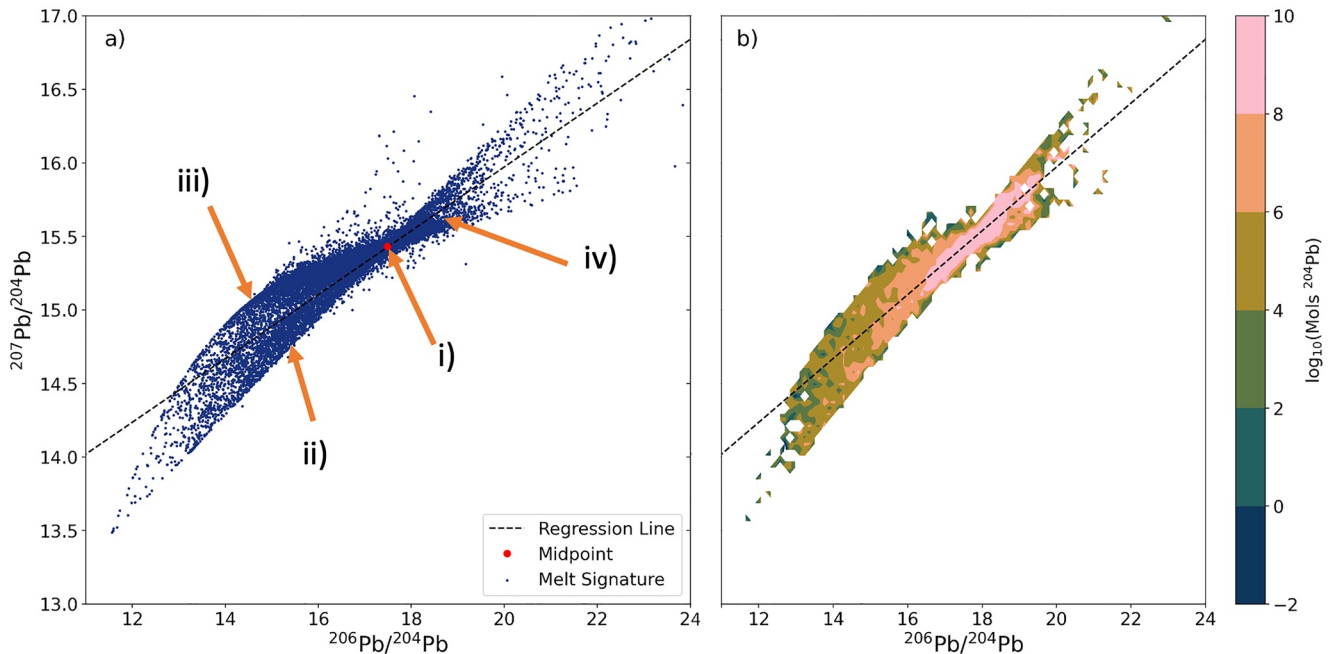 a)
iii)
iv)
i)
ii)
17.0
16.5
16.0
15.5
15.0
14.5
14.0
13.5
13.0
²⁰⁷Pb/²⁰⁴Pb
12 14 16 18 20 22 24
²⁰⁶Pb/²⁰⁴Pb
Regression Line
Midpoint
Melt Signature
b)
12 14 16 18 20 22 24
²⁰⁶Pb/²⁰⁴Pb
10
8
6
4
2
0
−2
log₁₀(Mols ²⁰⁴Pb)